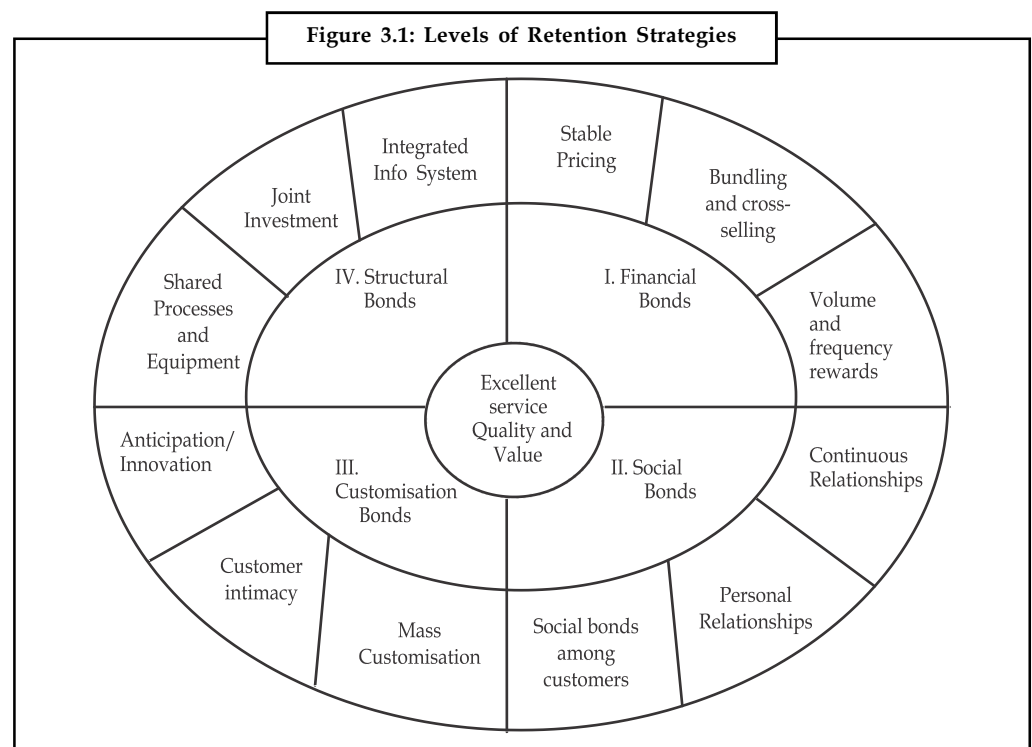 Figure 3.1: Levels of Retention Strategies
Integrated
Info System
Stable
Pricing
Joint
Investment
Bundling
and cross-
selling
Shared
Processes
and
Equipment
IV. Structural
Bonds
I. Financial
Bonds
Volume
and
frequency
rewards
Excellent
service
Quality and
Value
Anticipation/
Innovation
III.
Customisation
Bonds
II. Social
Bonds
Continuous
Relationships
Customer
intimacy
Mass
Customisation
Social bonds
among
customers
Personal
Relationships